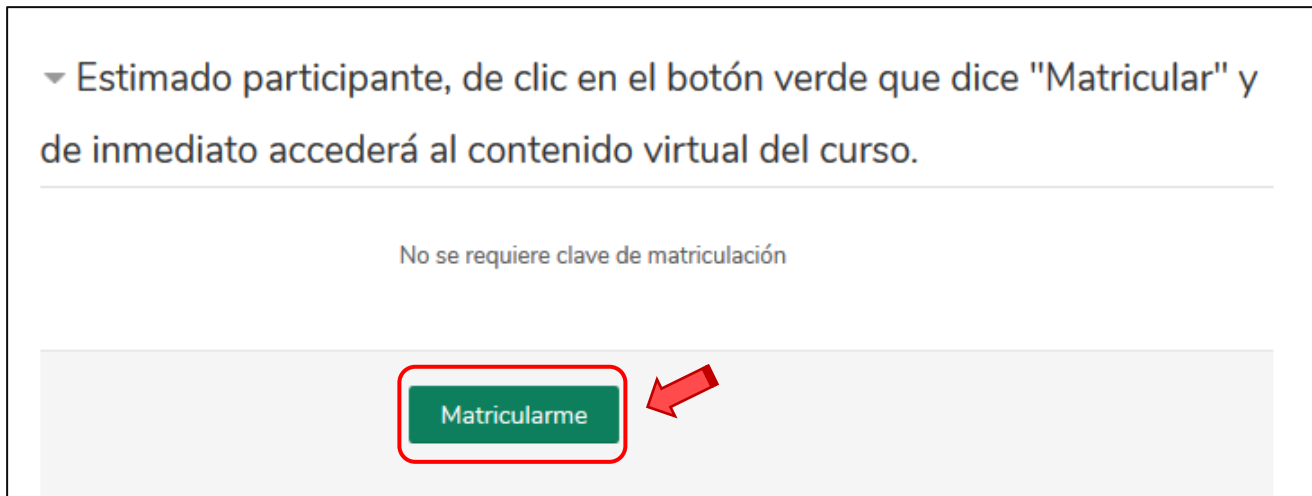 Estimado participante, de clic en el botón verde que dice "Matricular" y
de inmediato accederá al contenido virtual del curso.
No se requiere clave de matriculación
Matricularme